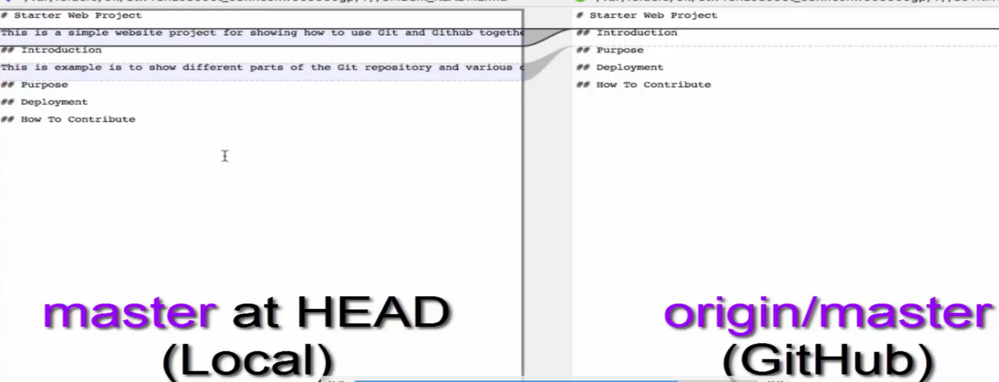 # Starter Web Project
This is a simple website project for showing how to use Git and Github
## Introduction
This is example is to show different parts of the Git repository and various
## Purpose
## Deployment
## How To Contribute
# Starter Web Project
## Introduction
## Purpose
## Deployment
## How To Contribute
master at HEAD
(Local)
origin/master
(GitHub)